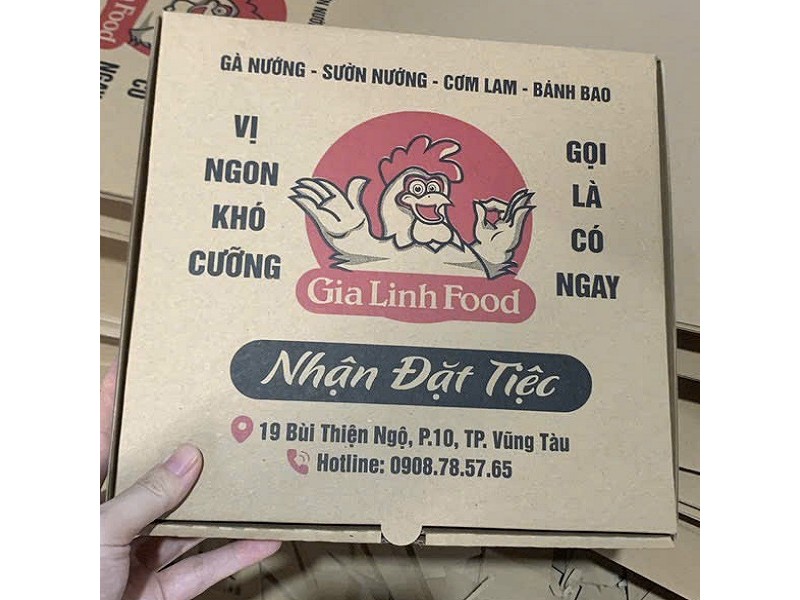 GÀ NƯỚNG - SƯỜN NƯỚNG - CƠM LAM - BÁNH BAO
VỊ
NGON
KHÓ
CƯỠNG
GỌI
LÀ
CÓ
NGAY
Gia Linh Food
Nhận Đặt Tiệc
19 Bùi Thiện Ngộ, P.10, TP. Vũng Tàu
Hotline: 0908.78.57.65